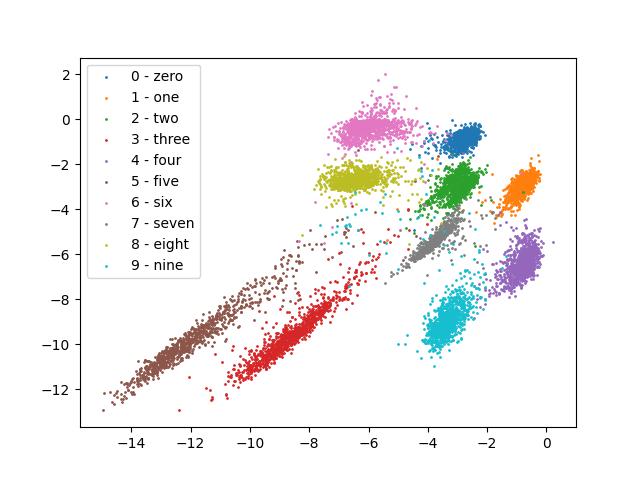 0 - zero
1 - one
2 - two
3 - three
4 - four
5 - five
6 - six
7 - seven
8 - eight
9 - nine
2
0
−2
−4
−6
−8
−10
−12
−14
−12
−10
−8
−6
−4
−2
0